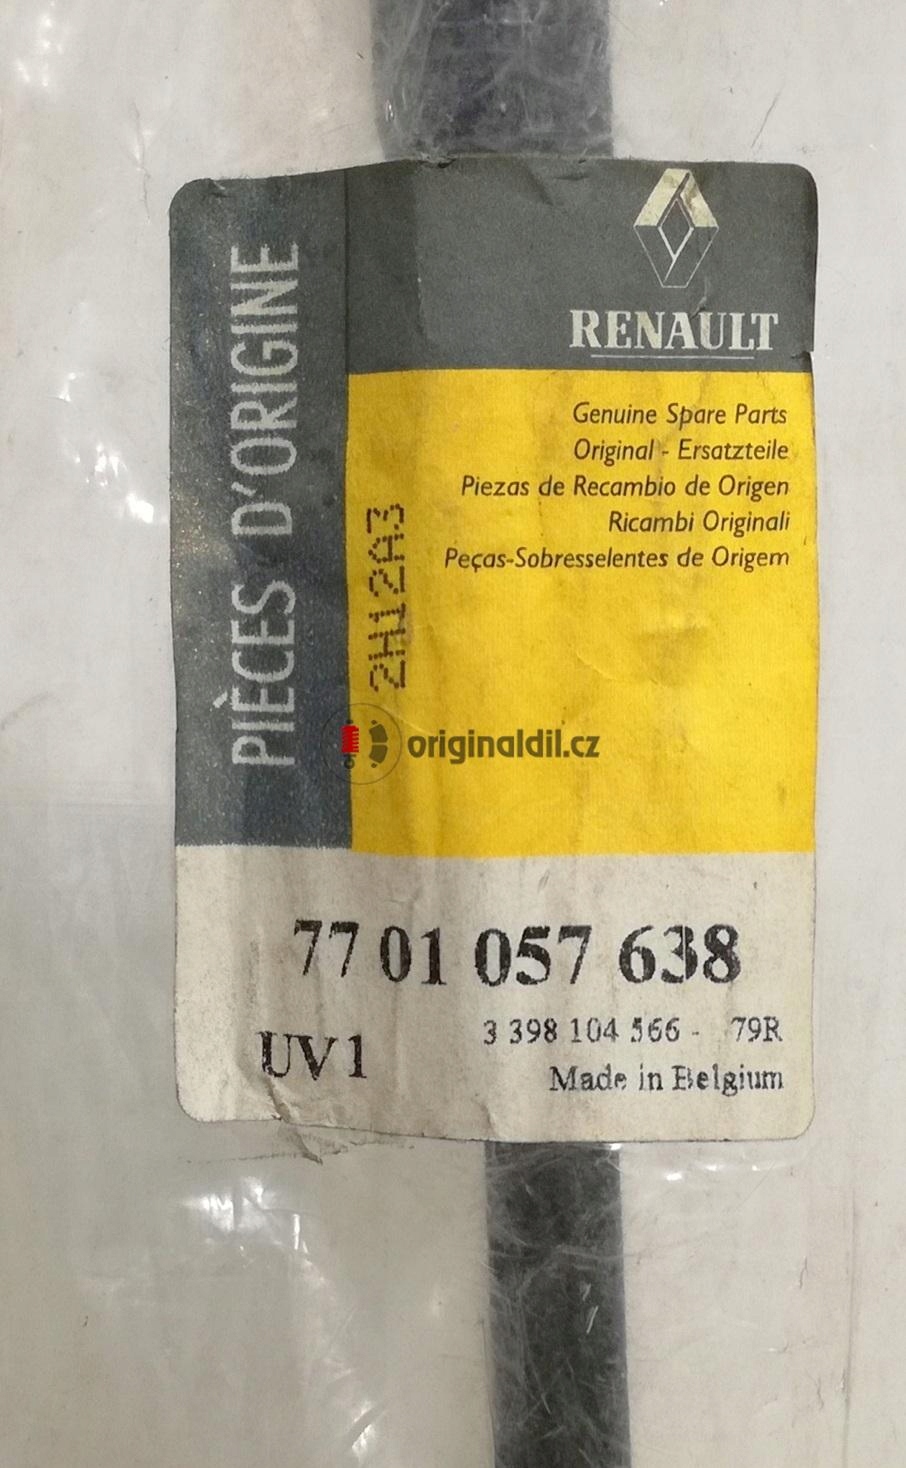 PIÈCES D'ORIGINE
RENAULT
Genuine Spare Parts
Original - Ersatzteile
Piezas de Recambio de Origen
Ricambi Originali
Peças-Sobresselentes de Origem
2H12A3
originaldil.cz
77 01 057 638
3 398 104 566 - 79R
UV1
Made in Belgium